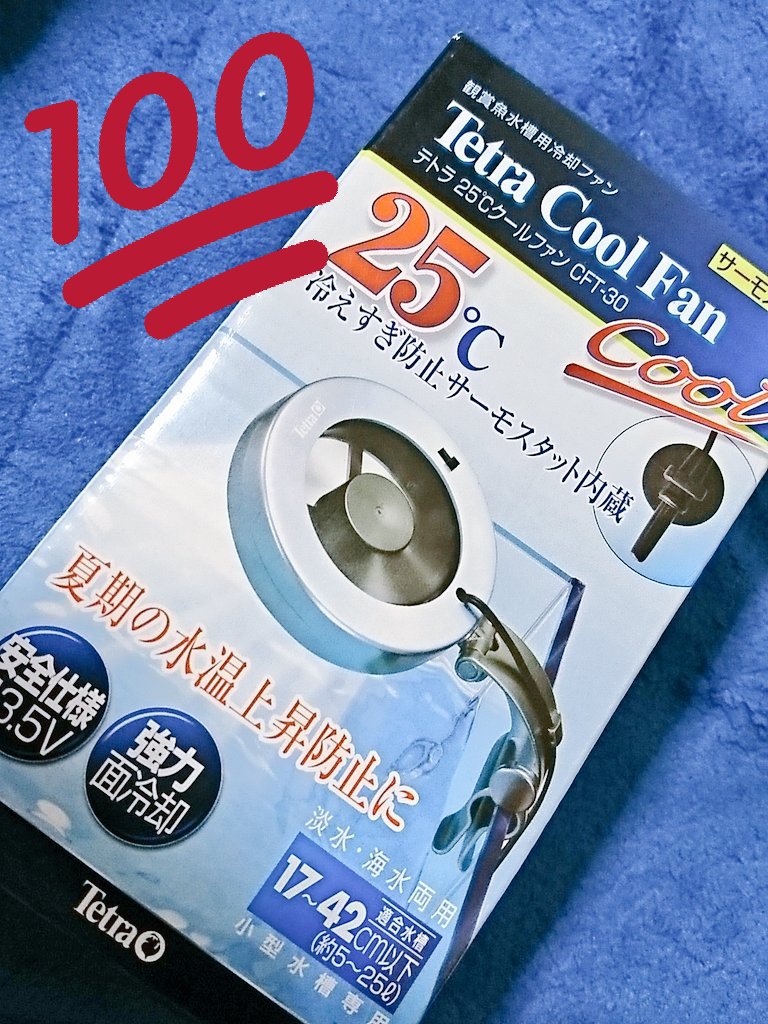 100
観賞魚水槽用冷却ファン
Tetra Cool Fan
テトラ 25℃クールファン CFT-30
サーモス
25℃
Cool
冷えすぎ防止サーモスタット内蔵
Tetra
夏期の水温上昇防止に
安全仕様
3.5V
強力
面冷却
淡水・海水両用
適合水槽
17~42cm以下
(約5~25ℓ)
小型水槽専用
Tetra